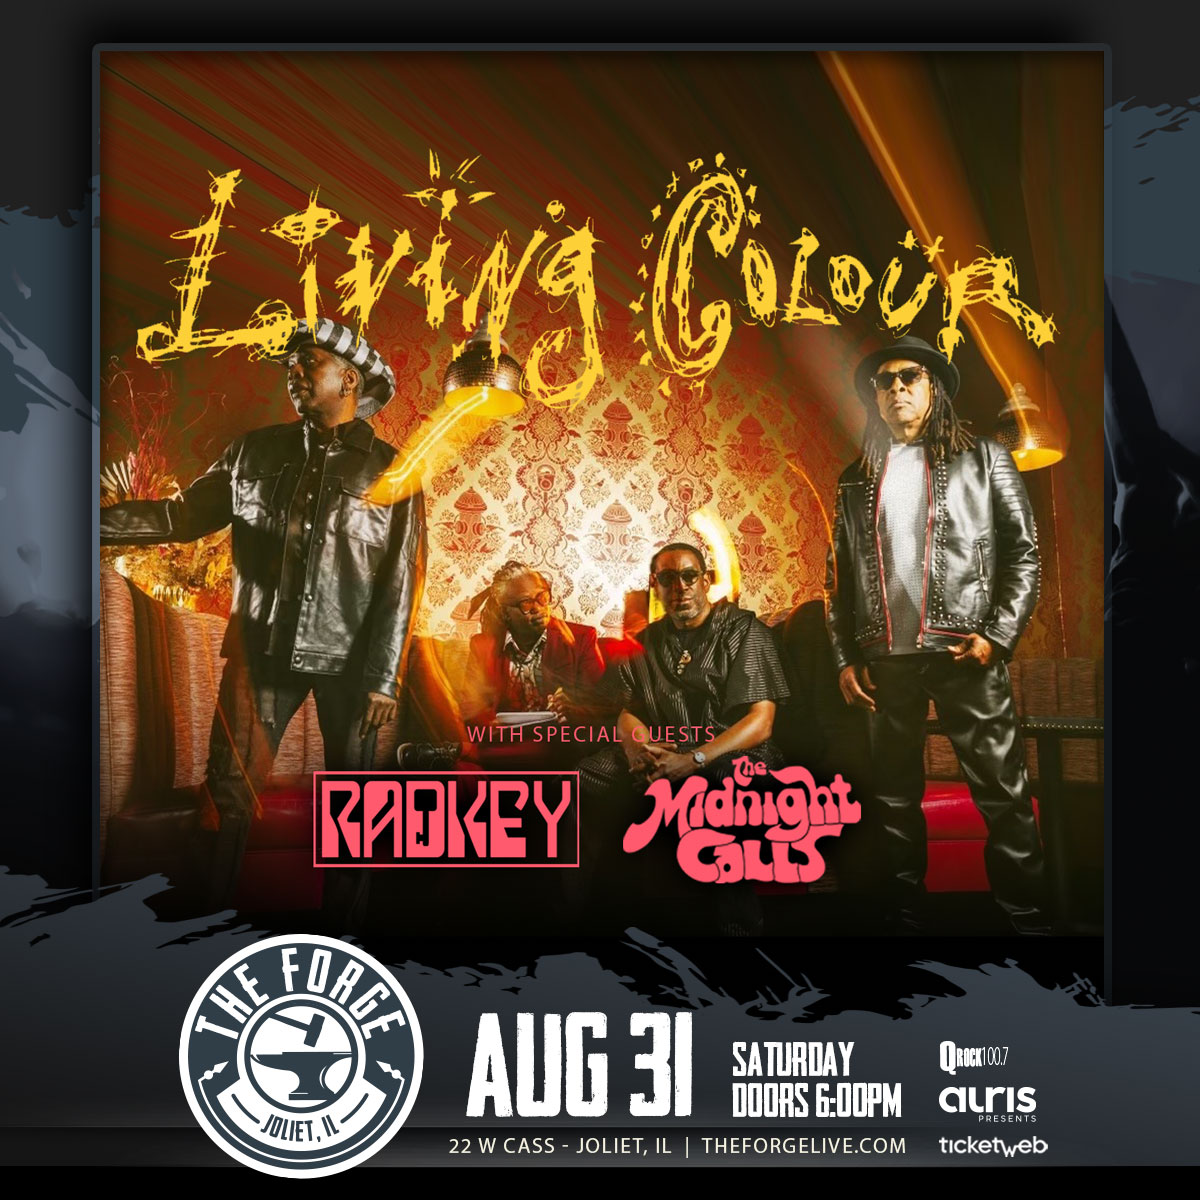 Living Colour
WITH SPECIAL GUESTS
RADKEY
The
Midnight
Calls
THE FORGE
JOLIET, IL
AUG 31
SATURDAY
DOORS 6:00PM
QROCK100.7
auris
PRESENTS
ticketweb
22 W CASS - JOLIET, IL | THEFORGELIVE.COM